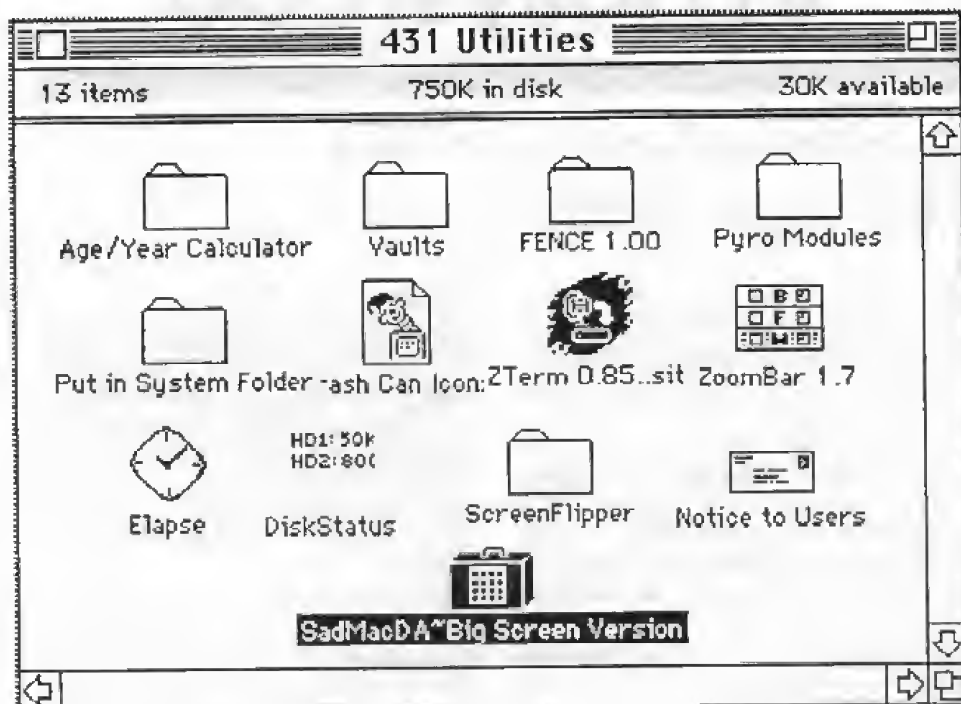 431 Utilities
13 items 750K in disk 30K available
Age/Year Calculator Vaults FENCE 1.00 Pyro Modules
B
F
Put in System Folder -ash Can Icon: ZTerm 0.85..sit ZoomBar 1.7
HD1: 50K
HD2: 80(
Elapse DiskStatus ScreenFlipper Notice to Users
SadMacDA~Big Screen Version